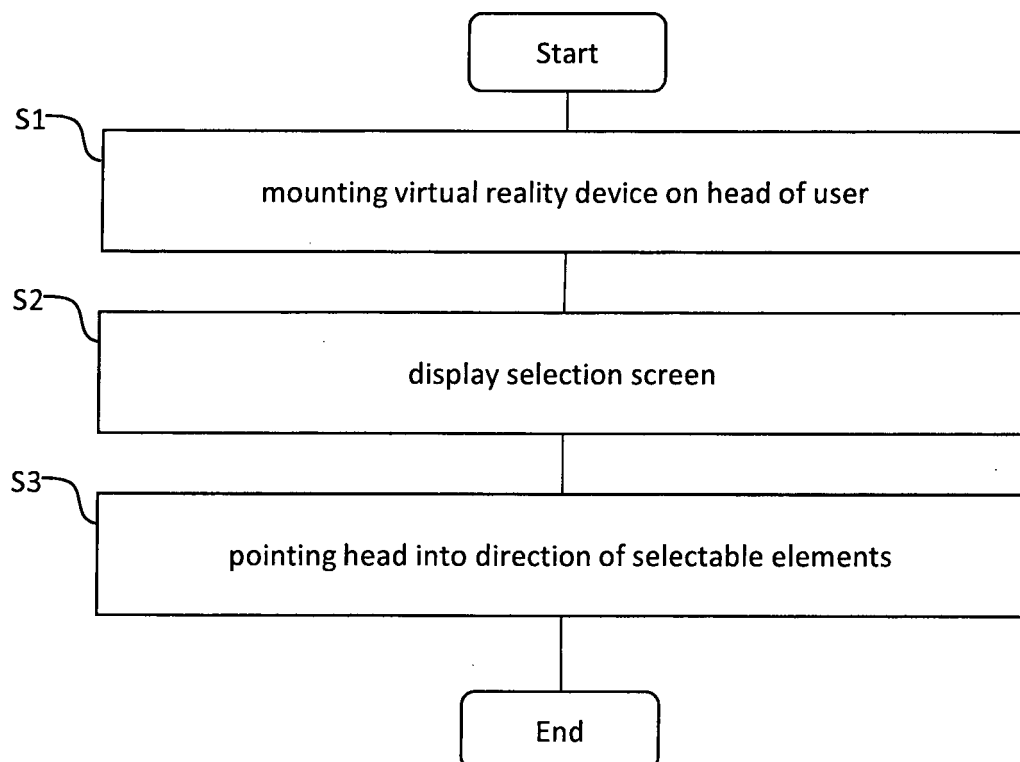 Start
S1
mounting virtual reality device on head of user
S2
display selection screen
S3
pointing head into direction of selectable elements
End